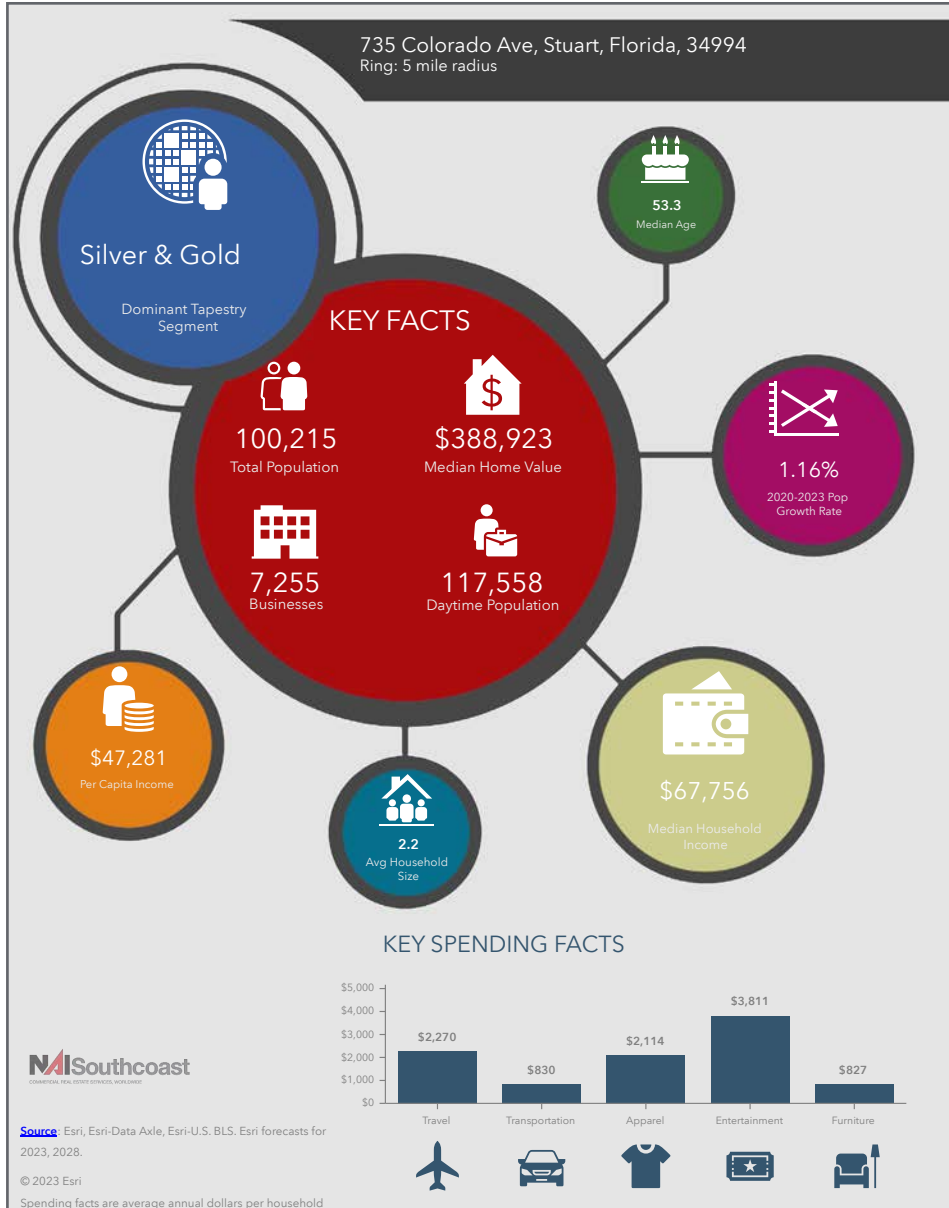 735 Colorado Ave, Stuart, Florida, 34994
Ring: 5 mile radius
Silver & Gold
Dominant Tapestry
Segment
53.3
Median Age
KEY FACTS
100,215
Total Population
$388,923
Median Home Value
7,255
Businesses
117,558
Daytime Population
1.16%
2020-2023 Pop
Growth Rate
$47,281
Per Capita Income
2.2
Avg Household
Size
$67,756
Median Household
Income
KEY SPENDING FACTS
$5,000
$4,000
$3,000
$2,000
$1,000
$0
$2,270
$830
$2,114
$3,811
$827
Travel
Transportation
Apparel
Entertainment
Furniture
NAISouthcoast
COMMERCIAL REAL ESTATE SERVICES, WORLDWIDE
Source: Esri, Esri-Data Axle, Esri-U.S. BLS. Esri forecasts for
2023, 2028.
© 2023 Esri
Spending facts are average annual dollars per household